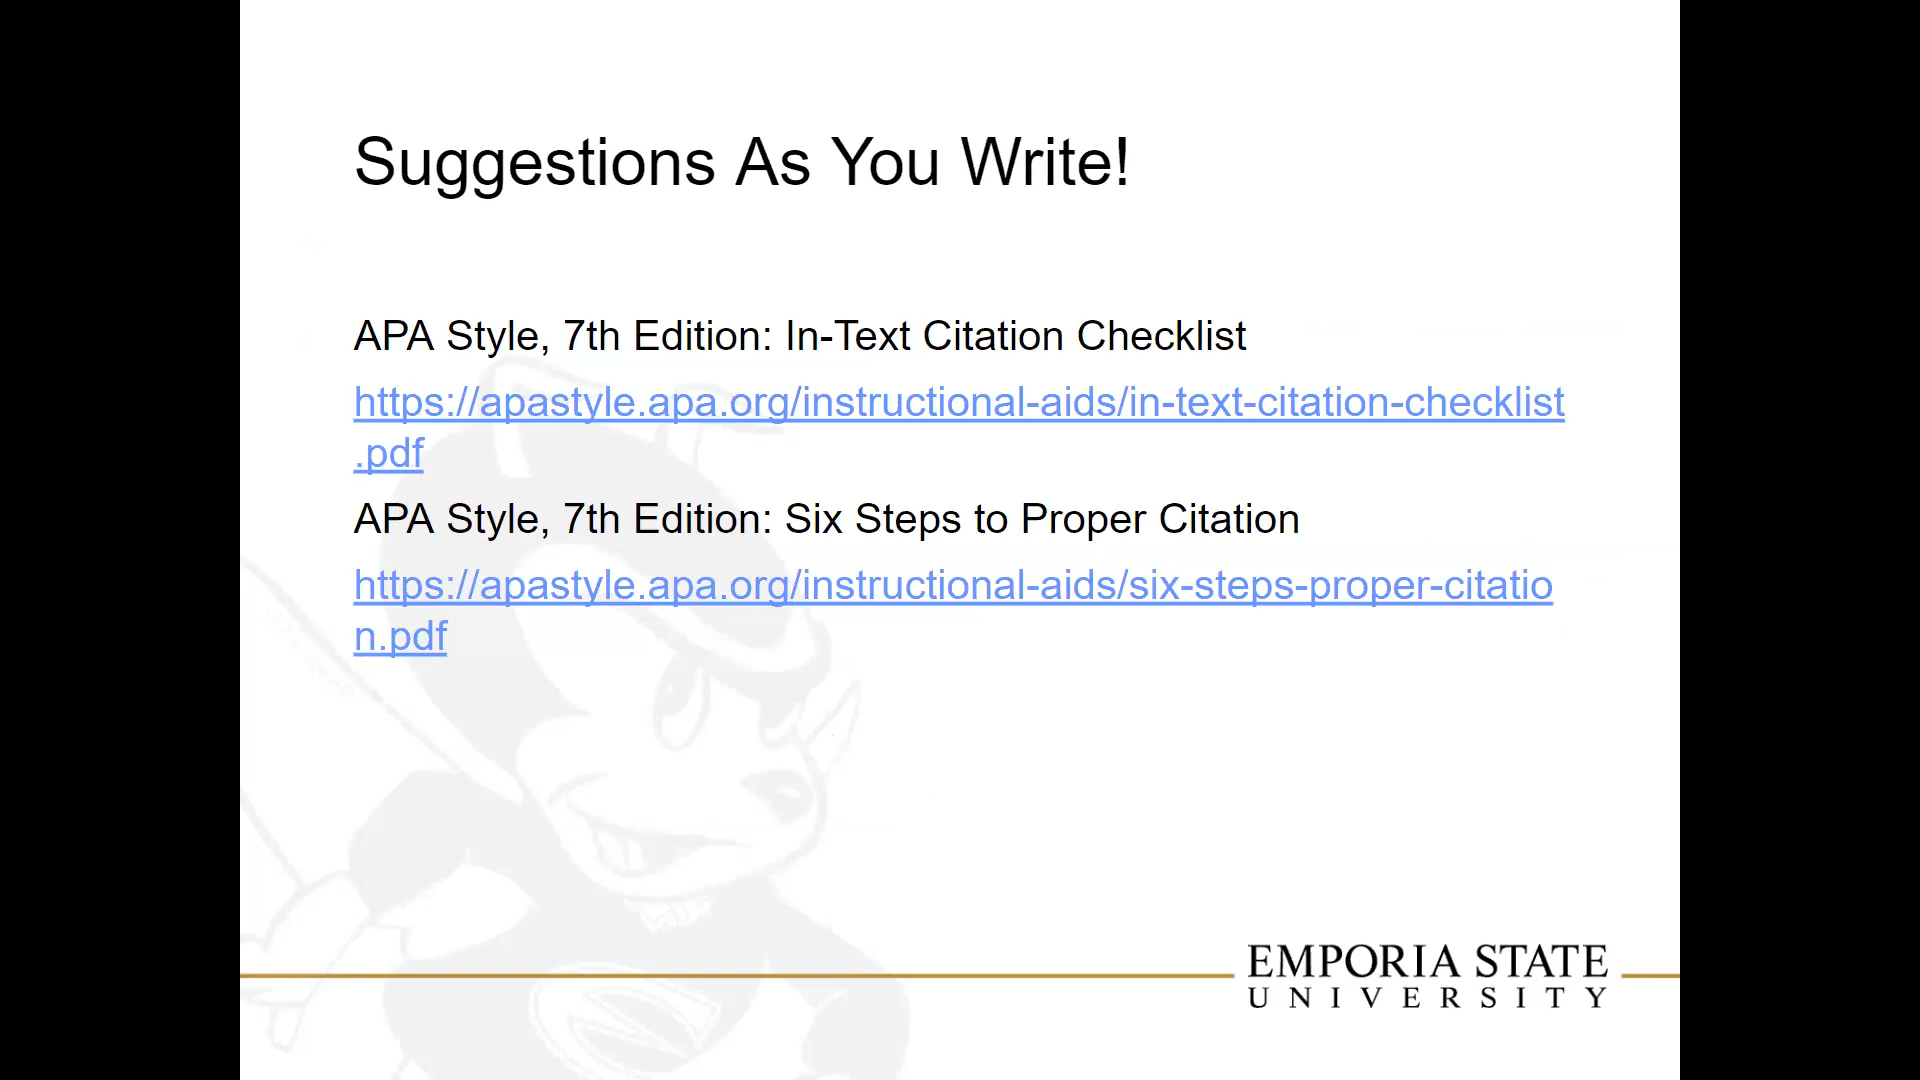 Suggestions As You Write!
APA Style, 7th Edition: In-Text Citation Checklist
https://apastyle.apa.org/instructional-aids/in-text-citation-checklist
.pdf
APA Style, 7th Edition: Six Steps to Proper Citation
https://apastyle.apa.org/instructional-aids/six-steps-proper-citatio
n.pdf
EMPORIA STATE
UNIVERSITY